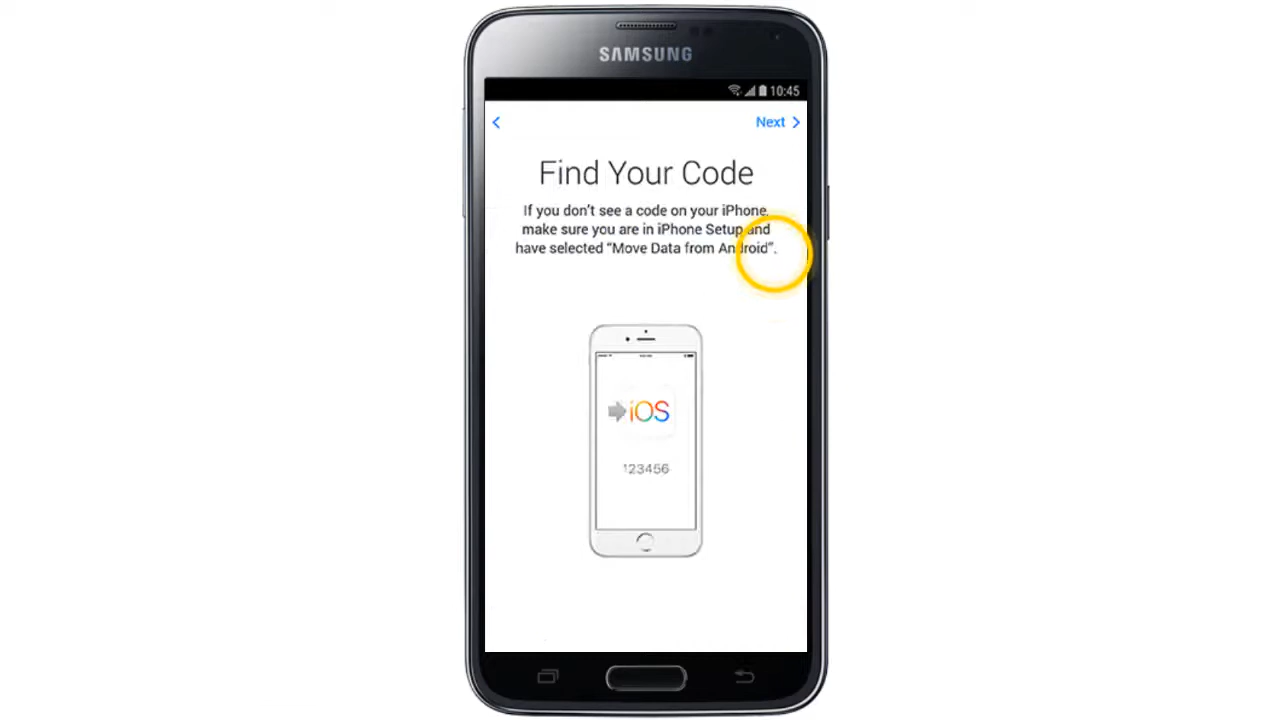 SAMSUNG
10:45
Next
Find Your Code
If you don't see a code on your iPhone,
make sure you are in iPhone Setup and
have selected “Move Data from Android”.
iOS
123456